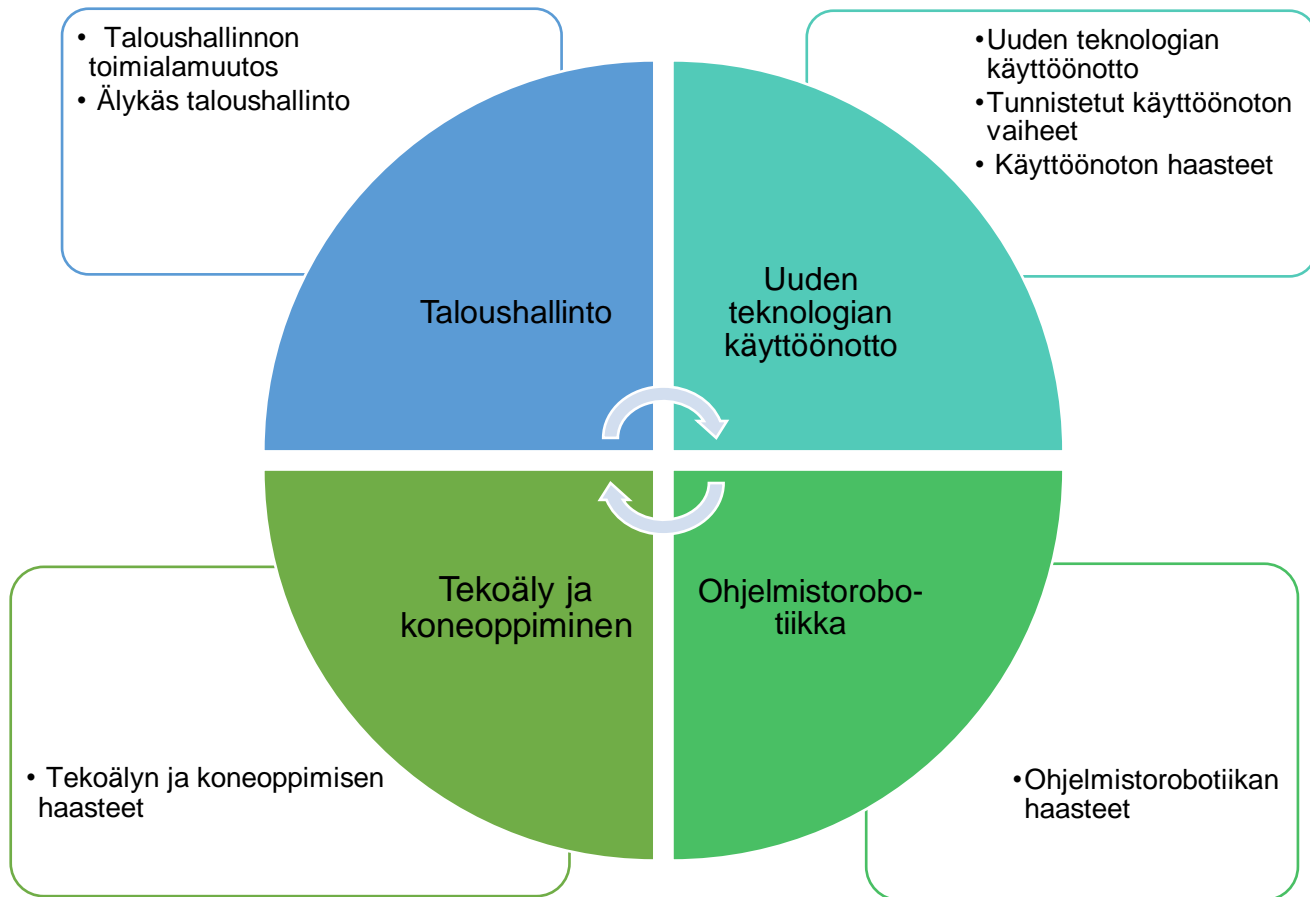 • Taloushallinnon
toimialamuutos
• Älykäs taloushallinto
•Uuden teknologian
käyttöönotto
•Tunnistetut käyttöönoton
vaiheet
• Käyttöönoton haasteet
Taloushallinto
Uuden
teknologian
käyttöönotto
Tekoäly ja
koneoppiminen
Ohjelmistorobo-
tiikka
• Tekoälyn ja koneoppimisen
haasteet
•Ohjelmistorobotiikan
haasteet